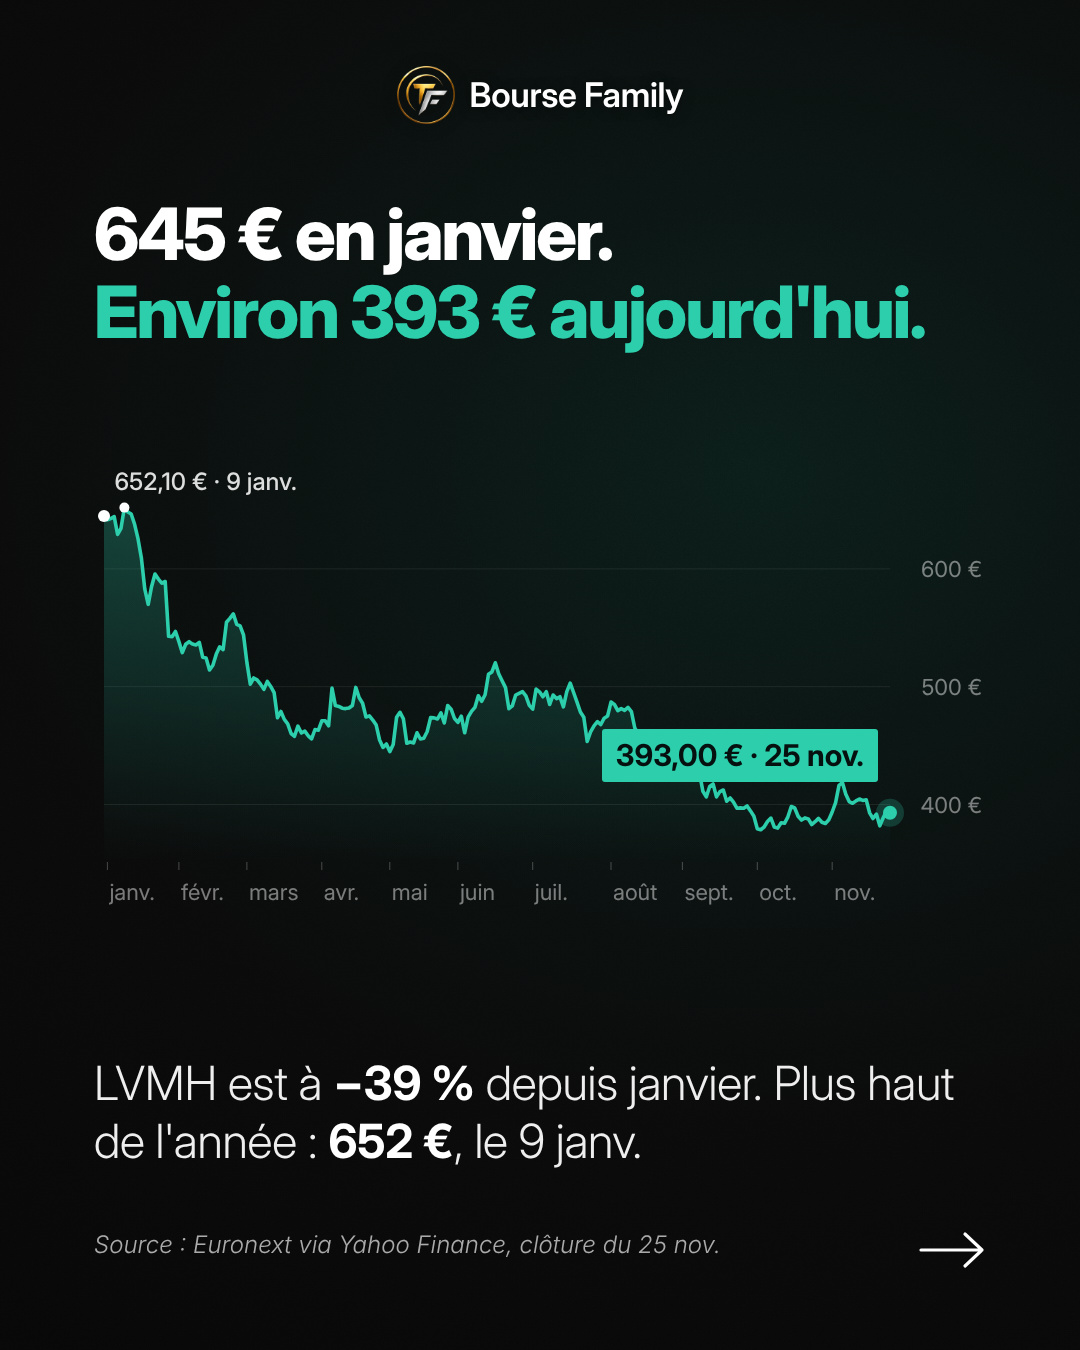 TF Bourse Family
645 € en janvier.
Environ 393 € aujourd'hui.
652,10 € · 9 janv.
600 €
500 €
393,00 € · 25 nov.
400 €
janv. févr. mars avr. mai juin juil. août sept. oct. nov.
LVMH est à −39 % depuis janvier. Plus haut
de l'année : 652 €, le 9 janv.
Source : Euronext via Yahoo Finance, clôture du 25 nov.